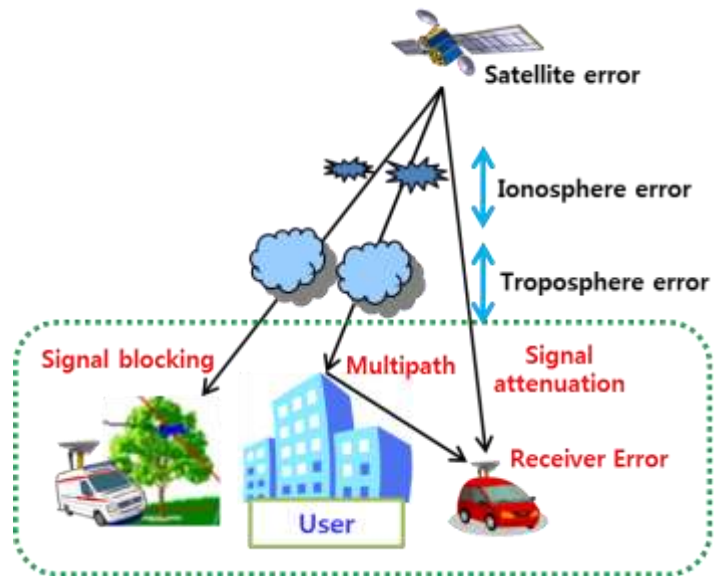 Satellite error
Ionosphere error
Troposphere error
Signal blocking
Multipath
Signal
attenuation
Receiver Error
User